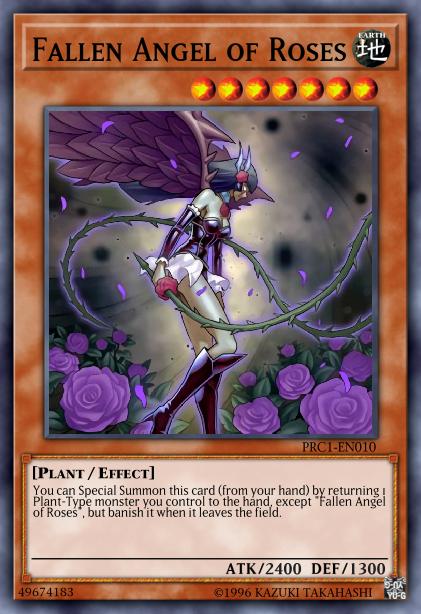 Fallen Angel of Roses
EARTH
地
PRC1-EN010
[Plant / Effect]
You can Special Summon this card (from your hand) by returning 1
Plant-Type monster you control to the hand, except "Fallen Angel
of Roses", but banish it when it leaves the field.
ATK/2400 DEF/1300
49674183
©1996 KAZUKI TAKAHASHI